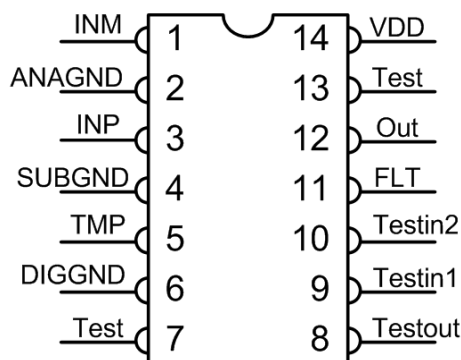 INM 1 14 VDD
ANAGND 2 13 Test
INP 3 12 Out
SUBGND 4 11 FLT
TMP 5 10 Testin2
DIGGND 6 9 Testin1
Test 7 8 Testout